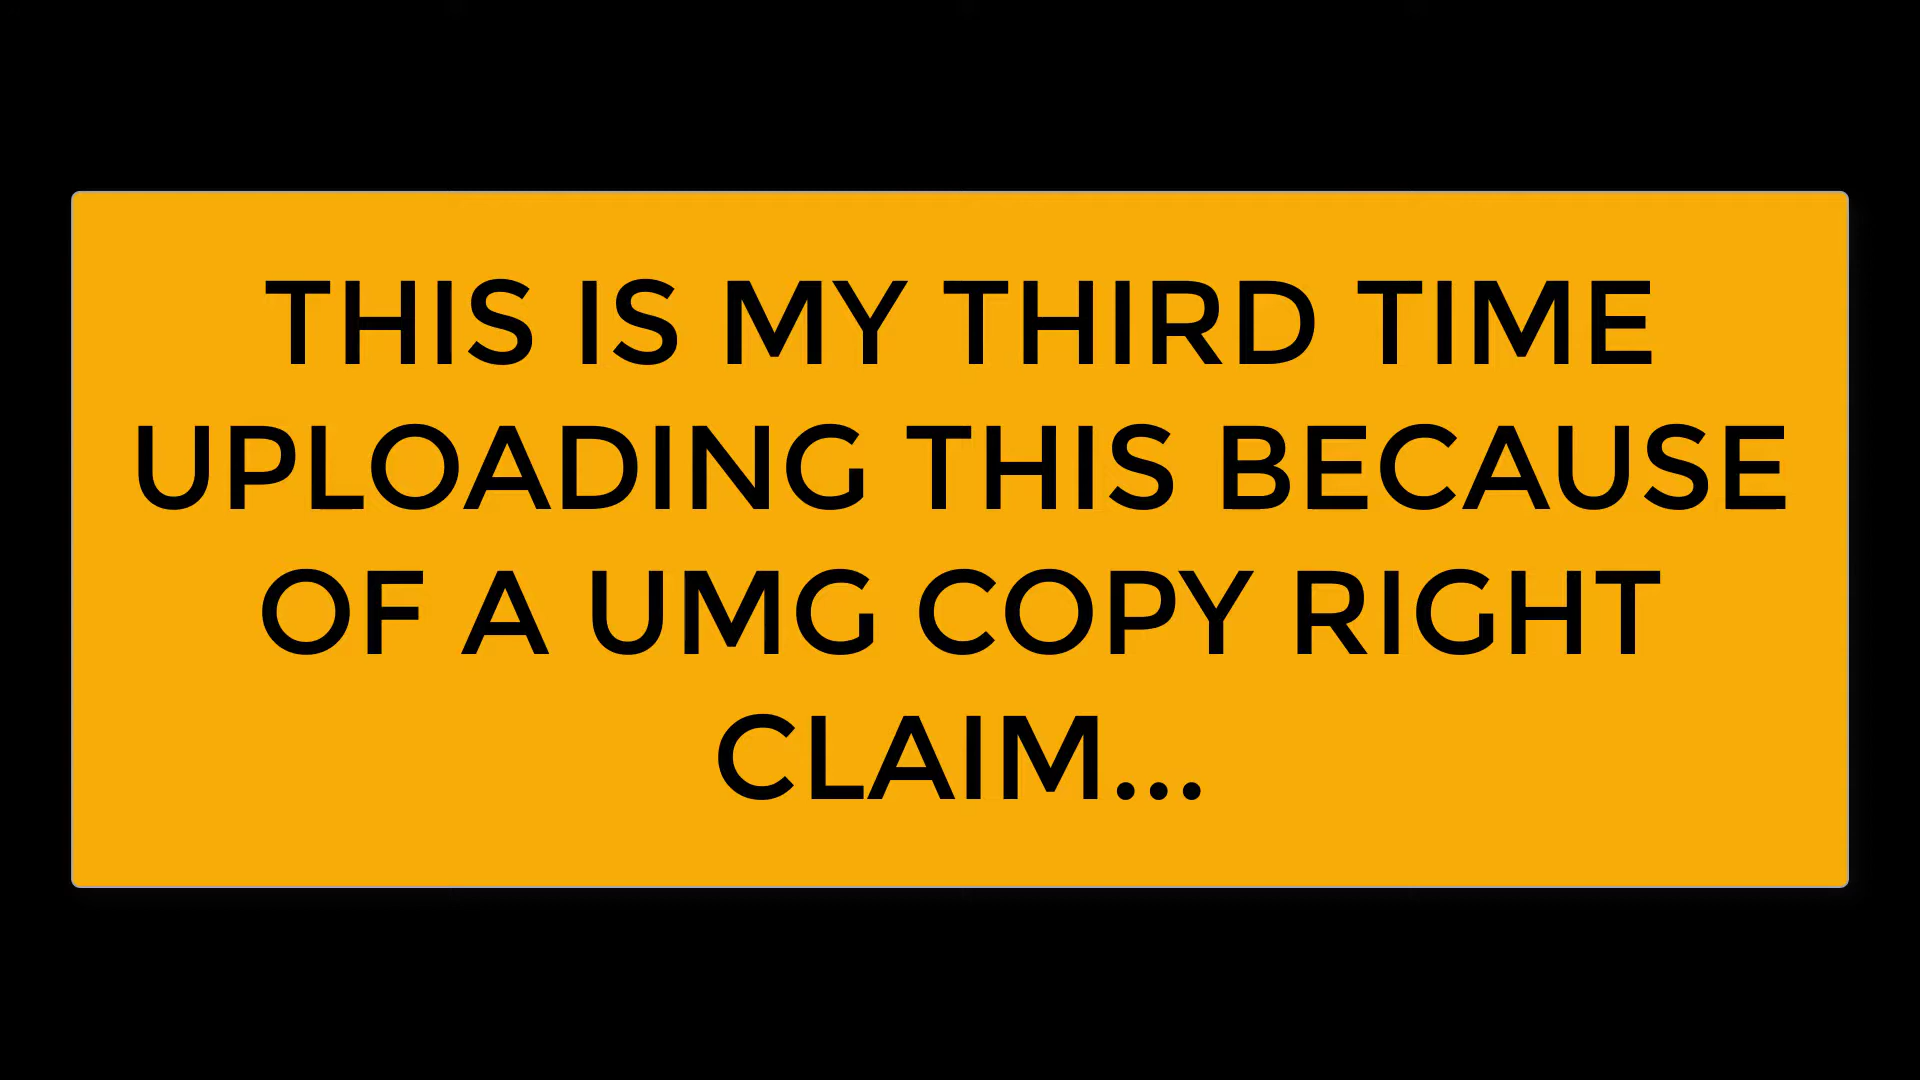 THIS IS MY THIRD TIME
UPLOADING THIS BECAUSE
OF A UMG COPY RIGHT
CLAIM...